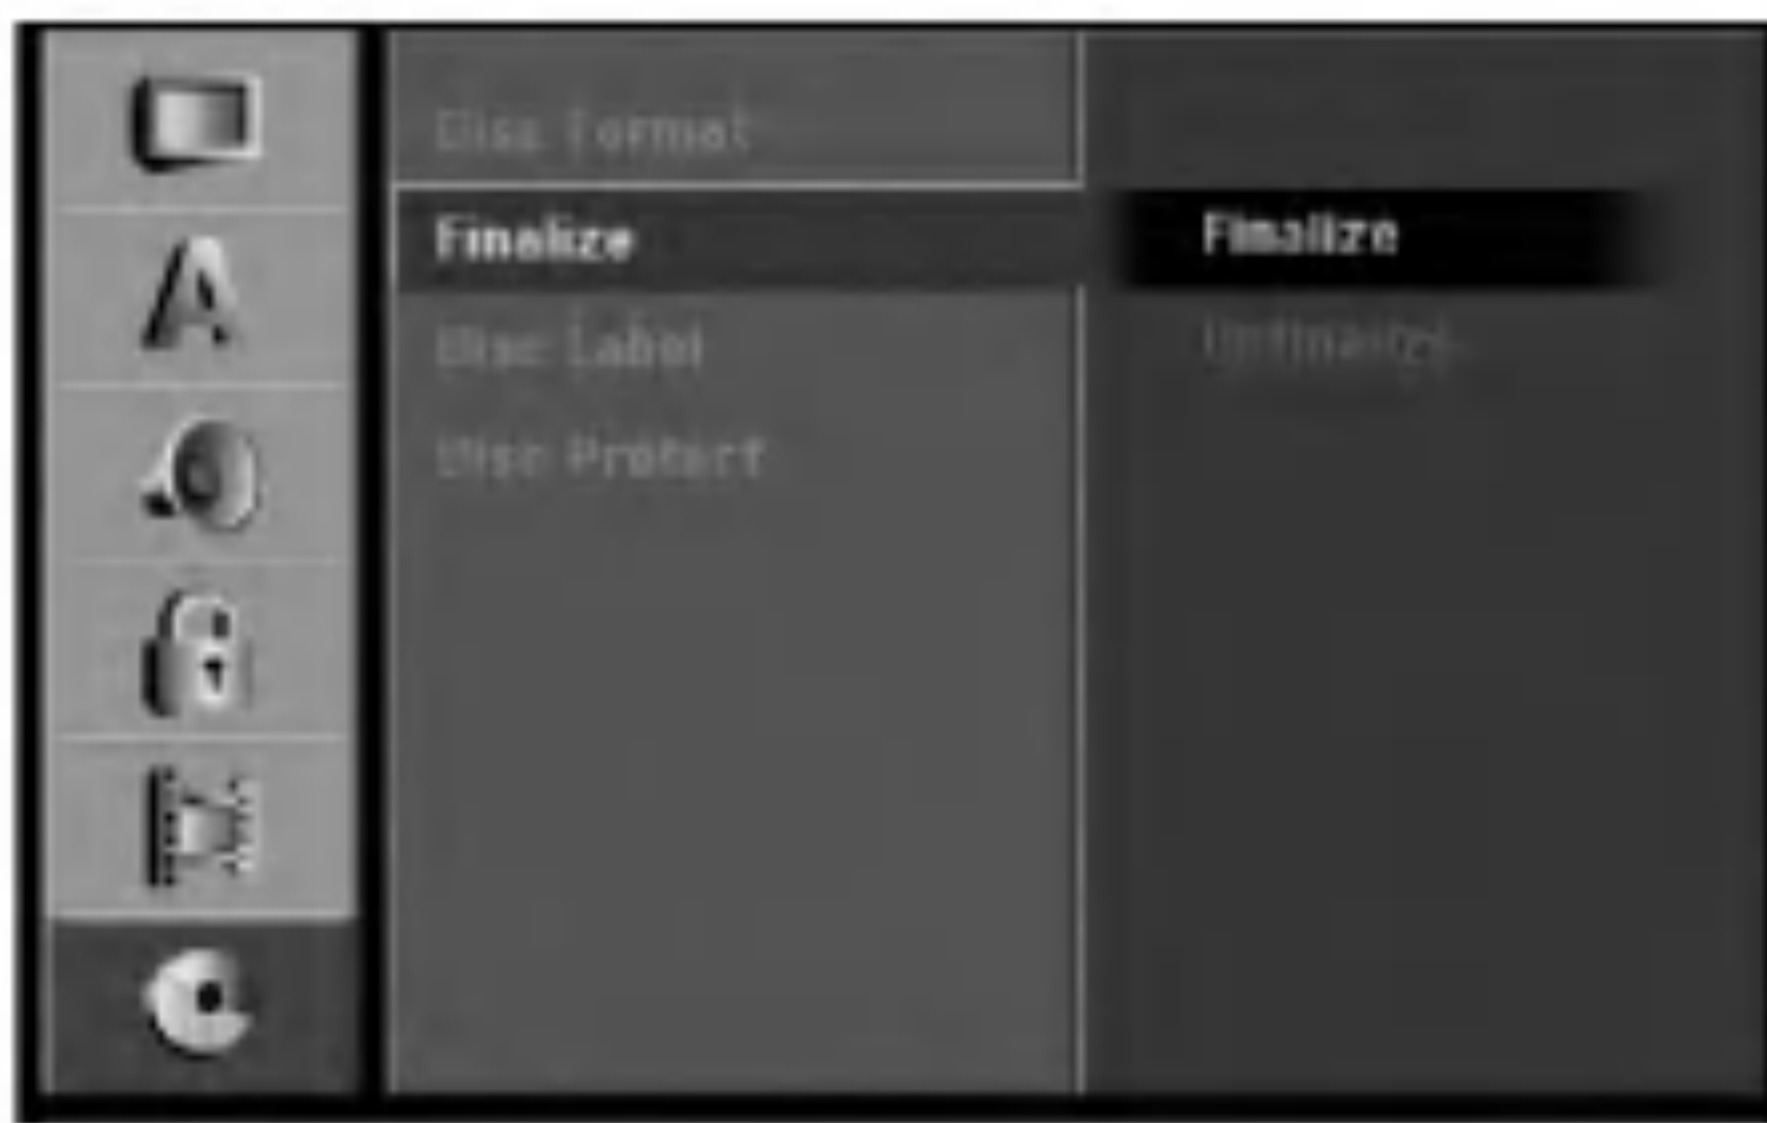 Disc Format
Finalize
Finalize
Disc Label
Unfinalize
Disc Protect